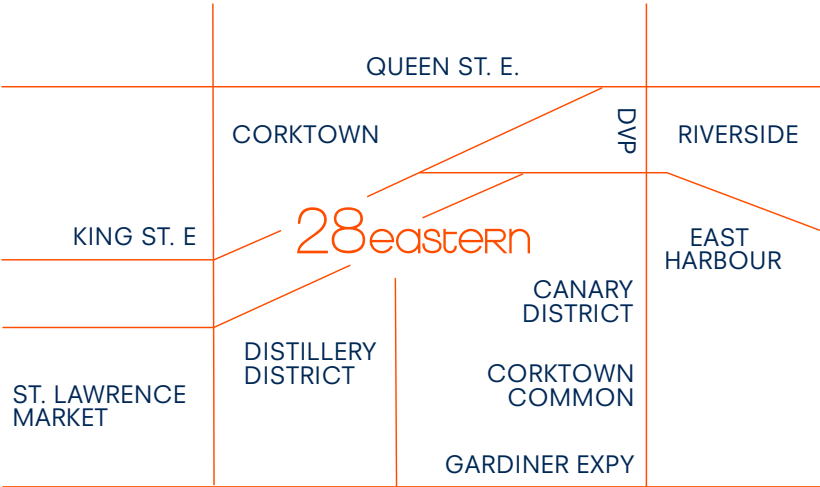 QUEEN ST. E.
CORKTOWN
DVP
RIVERSIDE
KING ST. E
28eastern
EAST
HARBOUR
CANARY
DISTRICT
DISTILLERY
DISTRICT
CORKTOWN
COMMON
ST. LAWRENCE
MARKET
GARDINER EXPY